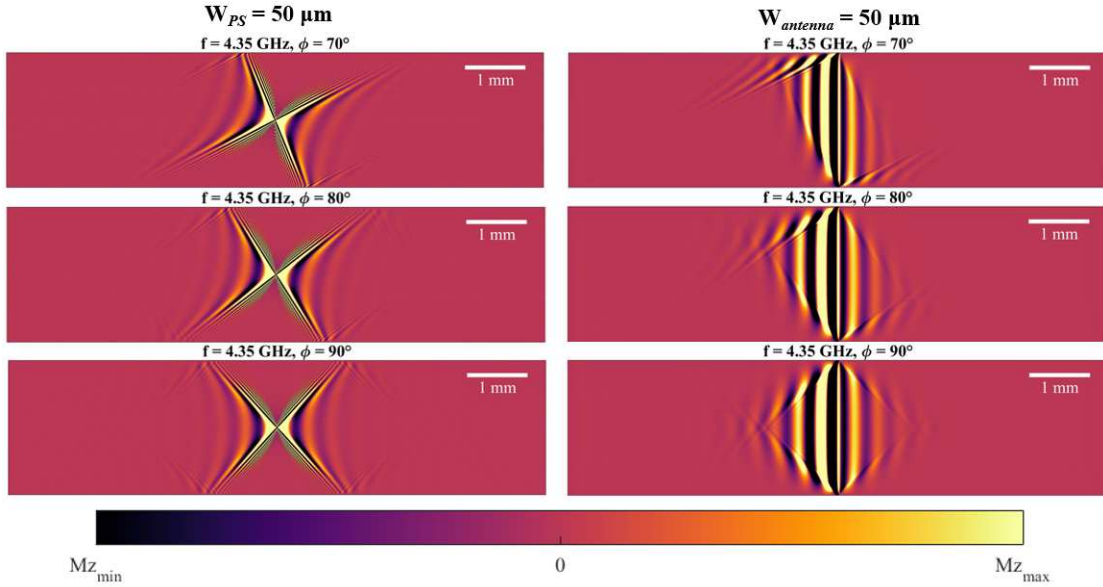 W_PS = 50 µm
f = 4.35 GHz, ϕ = 70°
1 mm
f = 4.35 GHz, ϕ = 80°
1 mm
f = 4.35 GHz, ϕ = 90°
1 mm
W_antenna = 50 µm
f = 4.35 GHz, ϕ = 70°
1 mm
f = 4.35 GHz, ϕ = 80°
1 mm
f = 4.35 GHz, ϕ = 90°
1 mm
Mz_min 0 Mz_max